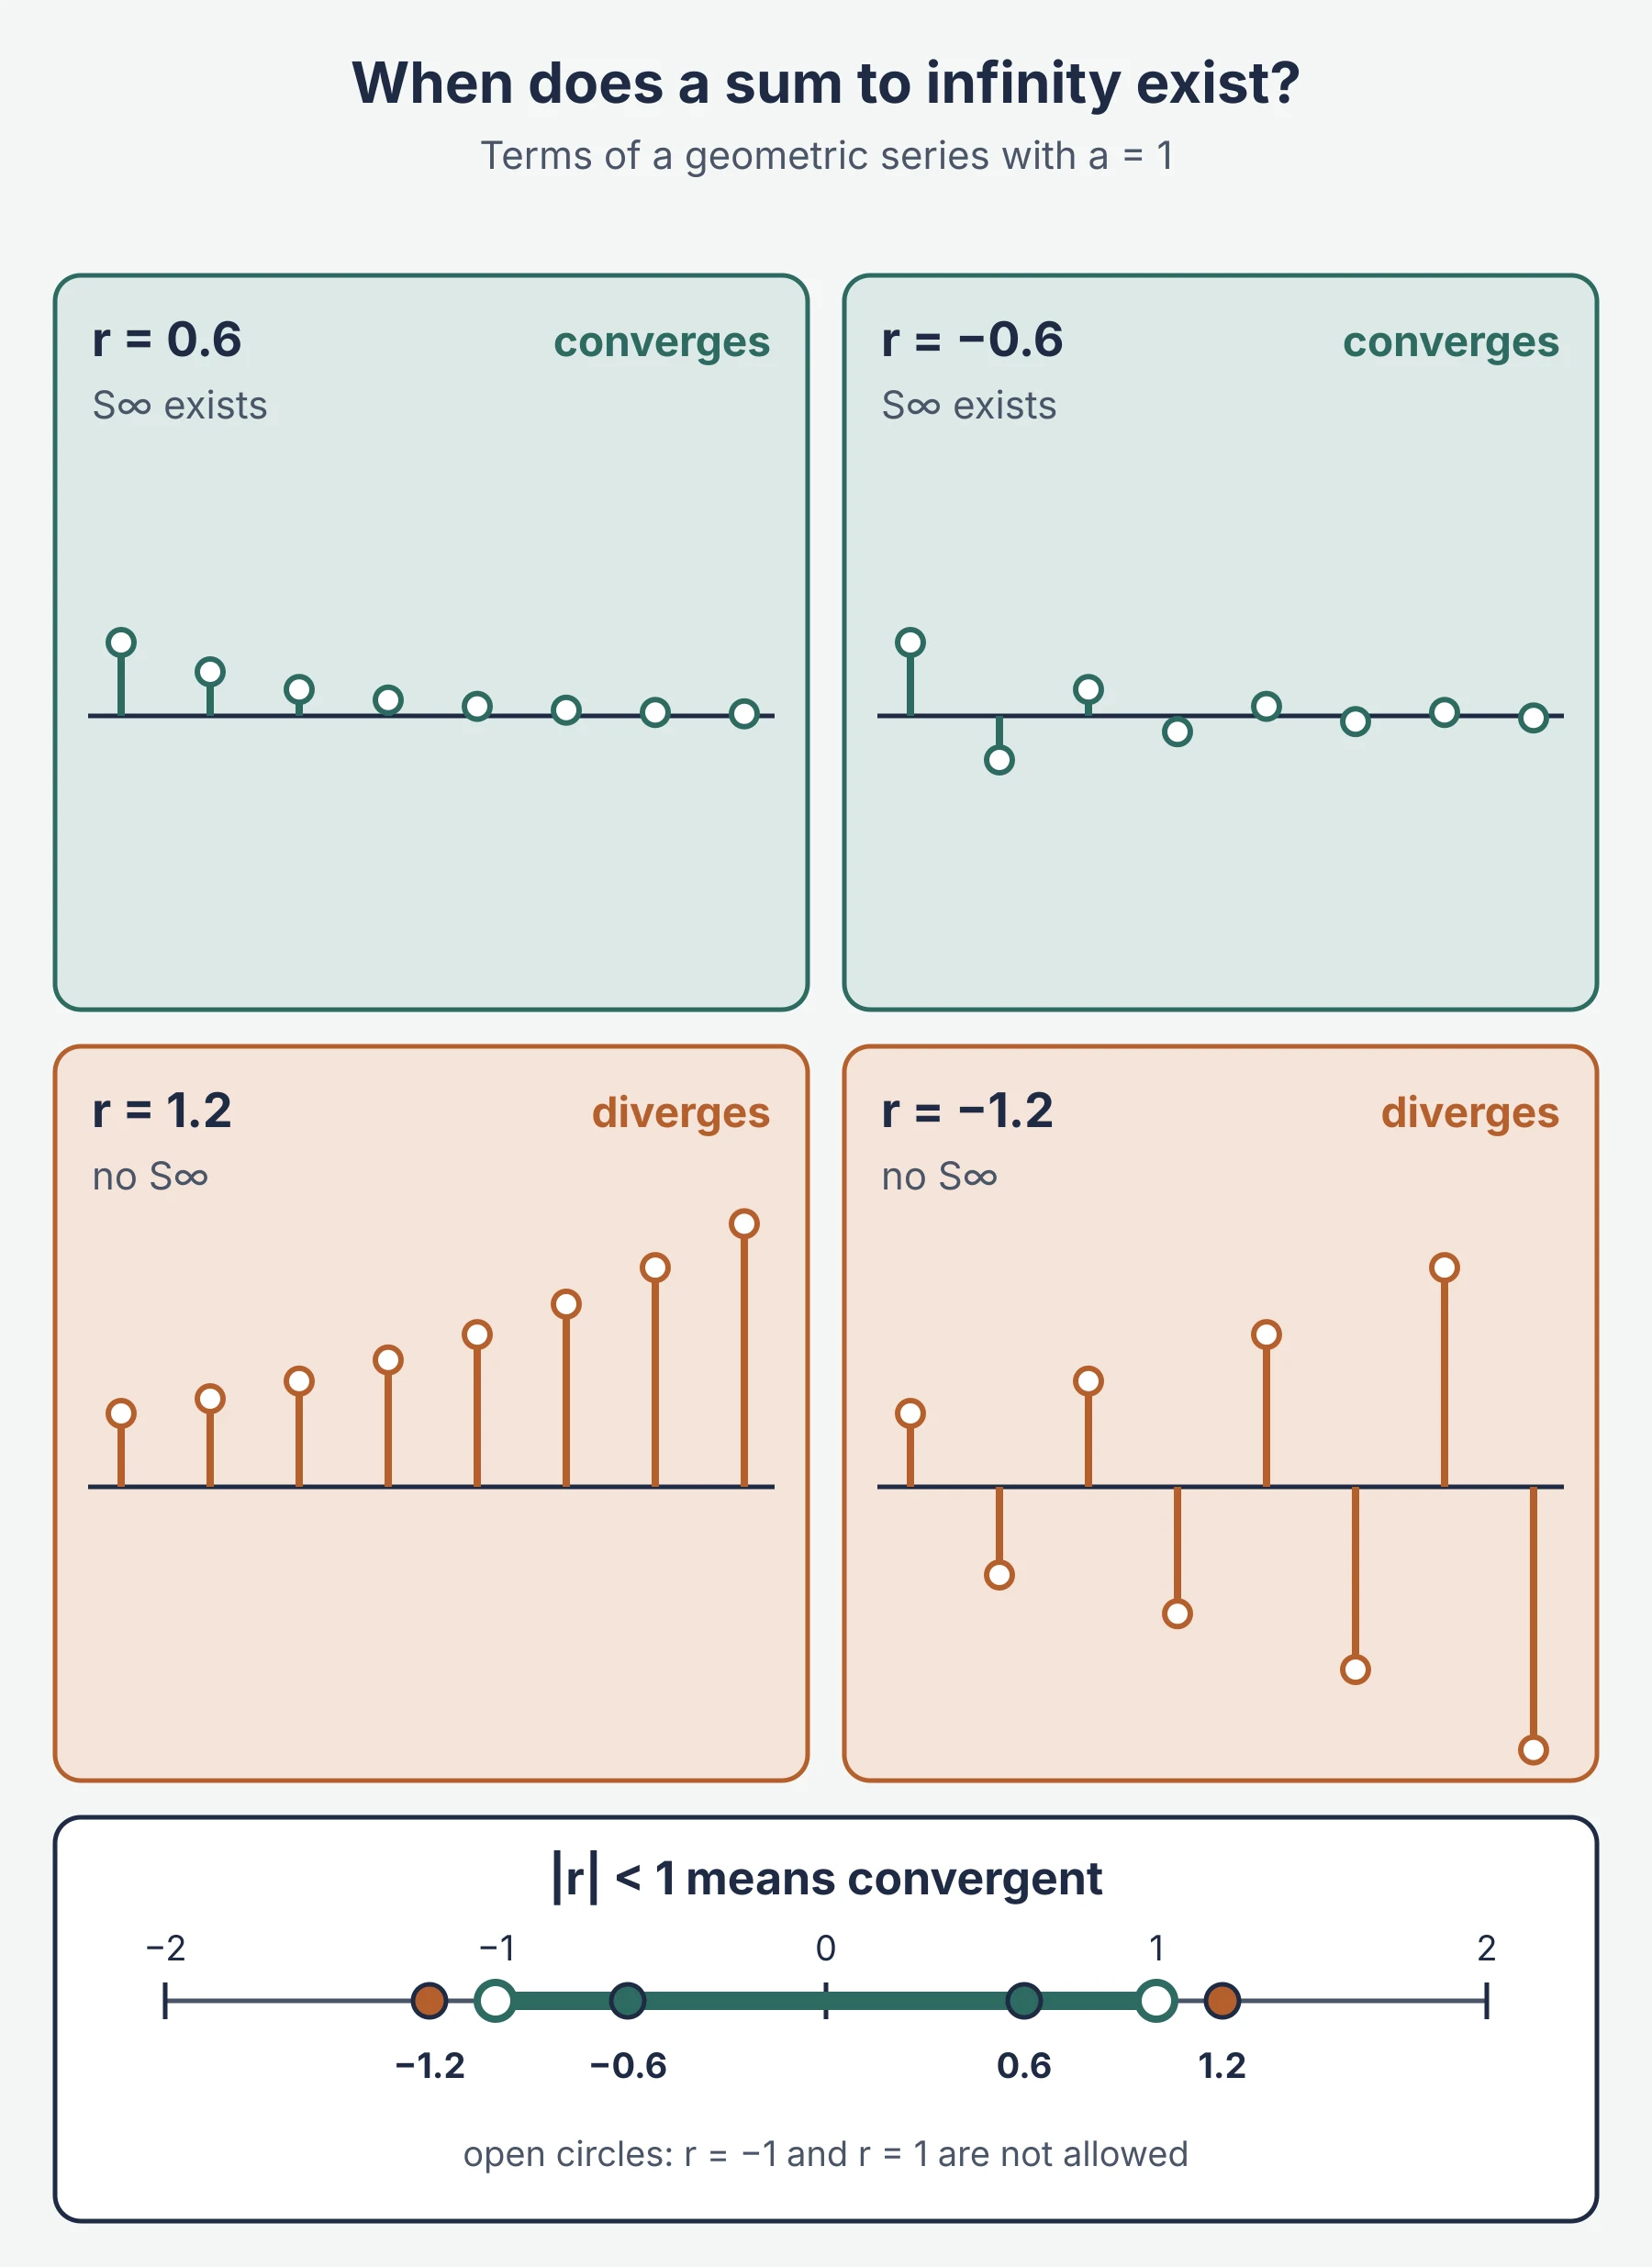 When does a sum to infinity exist?
Terms of a geometric series with a = 1
r = 0.6
converges
S∞ exists
r = −0.6
converges
S∞ exists
r = 1.2
diverges
no S∞
r = −1.2
diverges
no S∞
|r| < 1 means convergent
−2 −1 0 1 2
−1.2 −0.6 0.6 1.2
open circles: r = −1 and r = 1 are not allowed